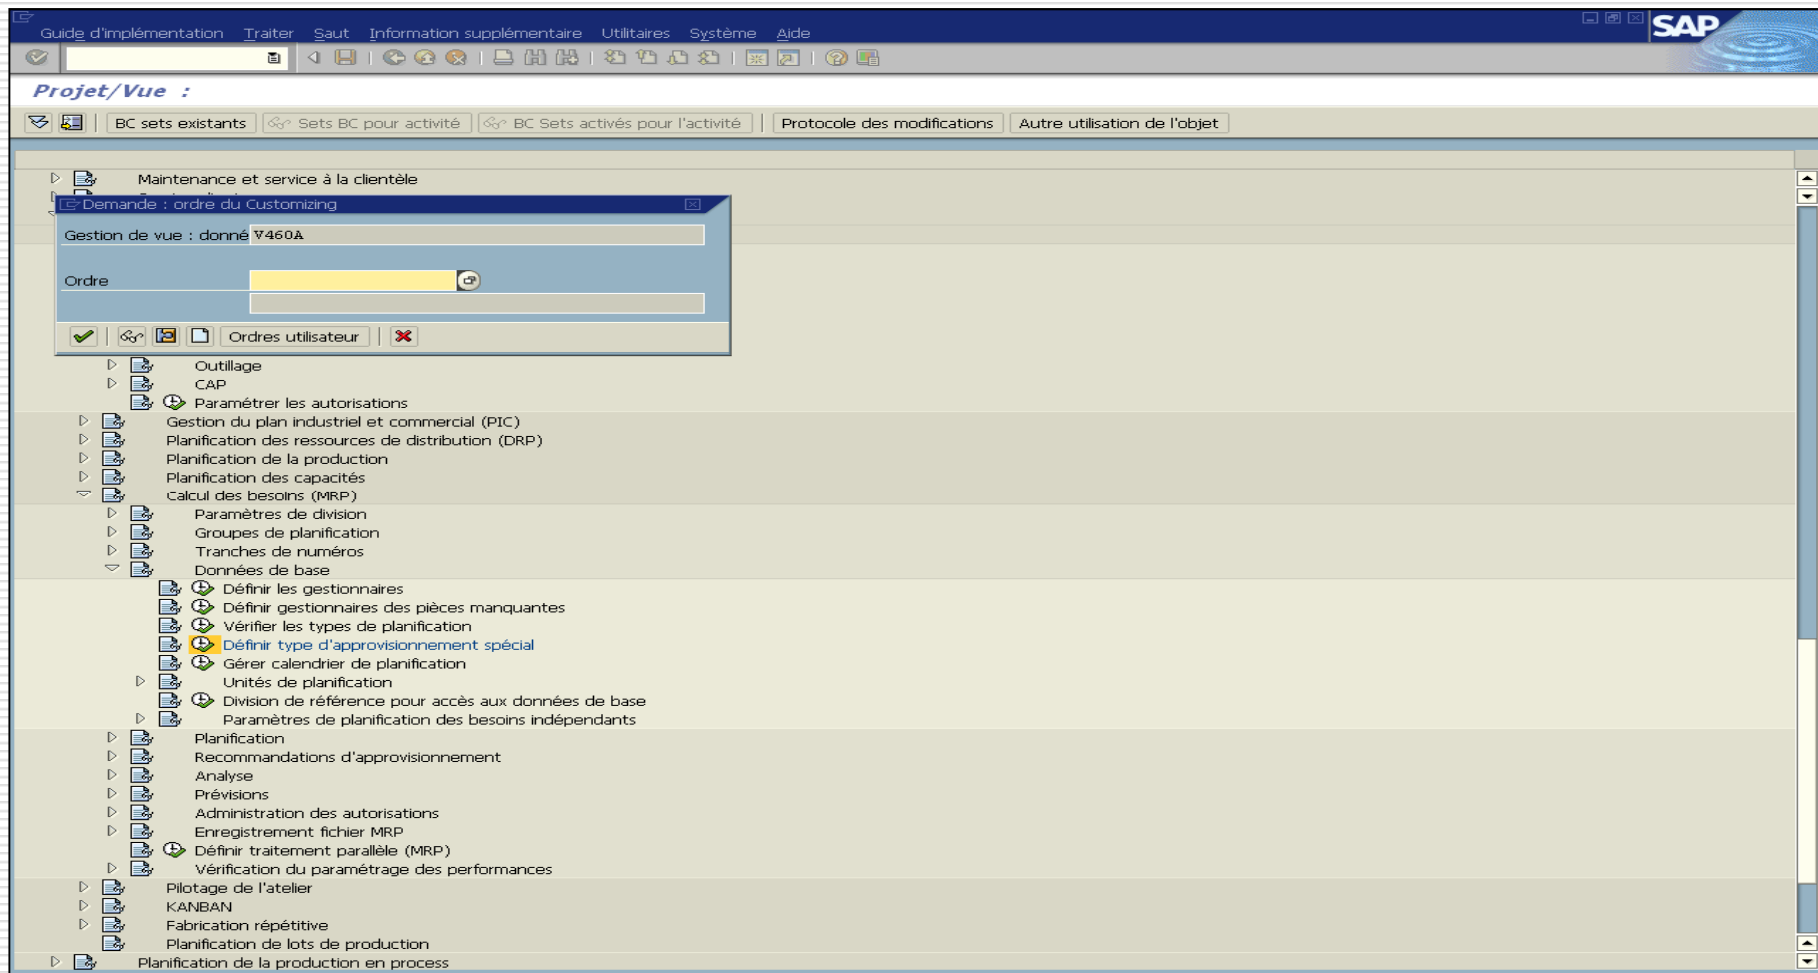 Guide d'implémentation Traiter Saut Information supplémentaire Utilitaires Système Aide
SAP
Projet/Vue :
BC sets existants Sets BC pour activité BC Sets activés pour l'activité Protocole des modifications Autre utilisation de l'objet
Maintenance et service à la clientèle
Demande : ordre du Customizing
Gestion de vue : donné V460A
Ordre
Ordres utilisateur
Outillage
CAP
Paramétrer les autorisations
Gestion du plan industriel et commercial (PIC)
Planification des ressources de distribution (DRP)
Planification de la production
Planification des capacités
Calcul des besoins (MRP)
Paramètres de division
Groupes de planification
Tranches de numéros
Données de base
Définir les gestionnaires
Définir gestionnaires des pièces manquantes
Vérifier les types de planification
Définir type d'approvisionnement spécial
Gérer calendrier de planification
Unités de planification
Division de référence pour accès aux données de base
Paramètres de planification des besoins indépendants
Planification
Recommandations d'approvisionnement
Analyse
Prévisions
Administration des autorisations
Enregistrement fichier MRP
Définir traitement parallèle (MRP)
Vérification du paramétrage des performances
Pilotage de l'atelier
KANBAN
Fabrication répétitive
Planification de lots de production
Planification de la production en process